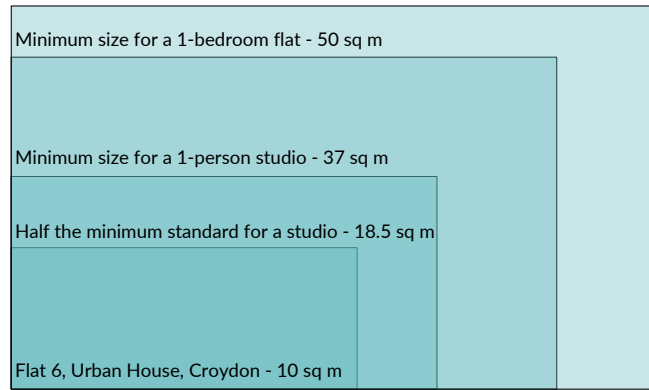 Minimum size for a 1-bedroom flat - 50 sq m
Minimum size for a 1-person studio - 37 sq m
Half the minimum standard for a studio - 18.5 sq m
Flat 6, Urban House, Croydon - 10 sq m